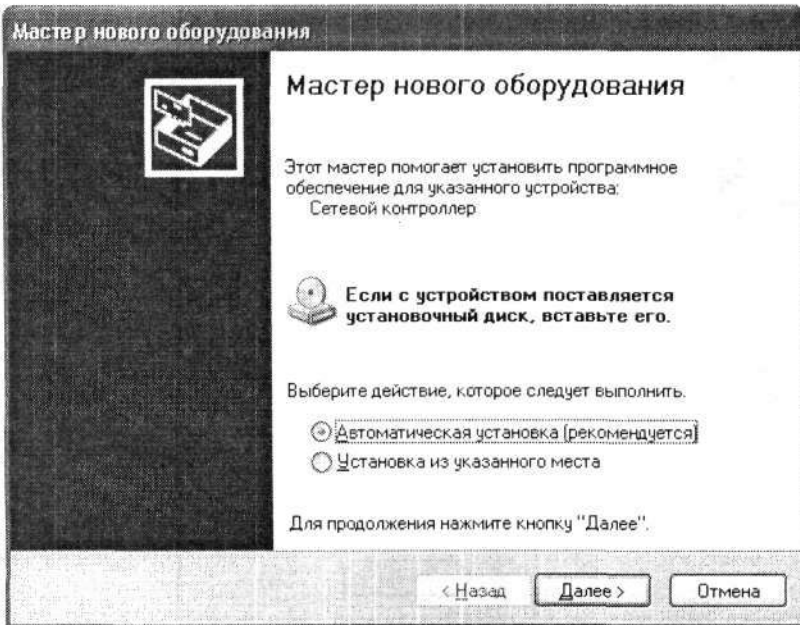 Мастер нового оборудования
Мастер нового оборудования
Этот мастер помогает установить программное
обеспечение для указанного устройства:
Сетевой контроллер
Если с устройством поставляется
установочный диск, вставьте его.
Выберите действие, которое следует выполнить.
Автоматическая установка (рекомендуется)
Установка из указанного места
Для продолжения нажмите кнопку "Далее".
< Назад Далее > Отмена